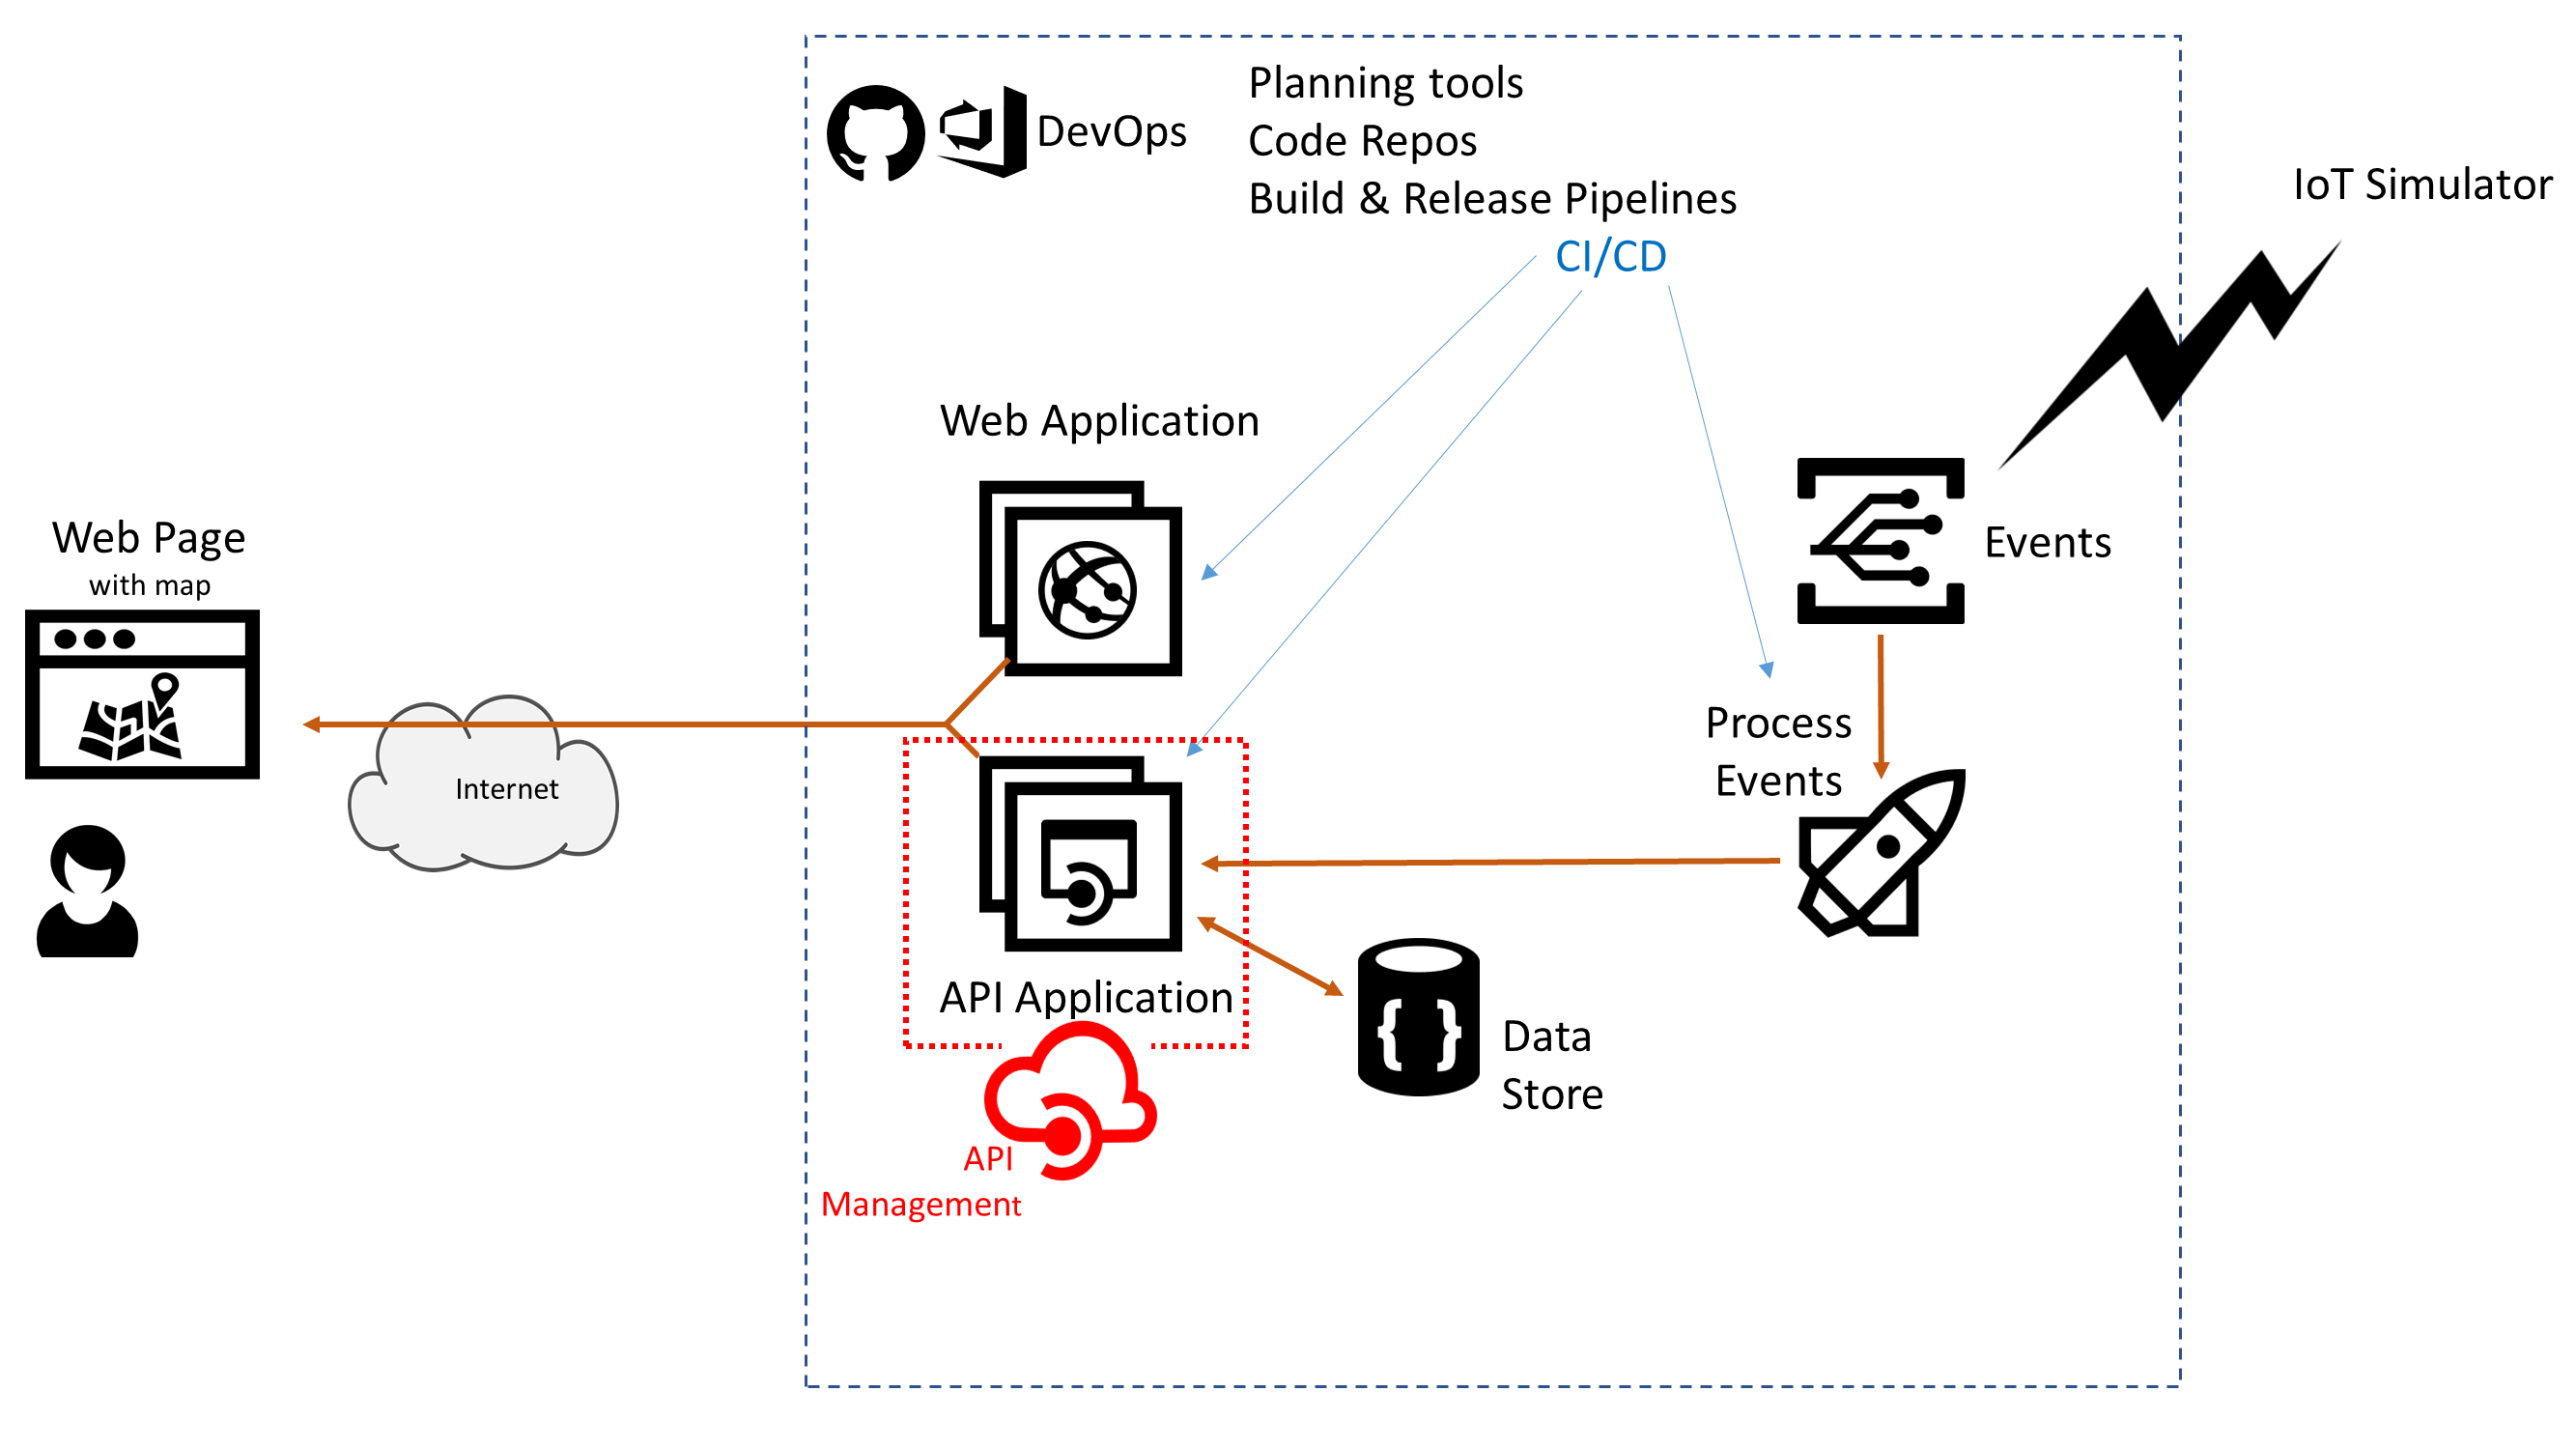 DevOps
Planning tools
Code Repos
Build & Release Pipelines
CI/CD
IoT Simulator
Web Application
Events
Web Page
with map
Internet
Process
Events
API Application
Data
Store
API
Management